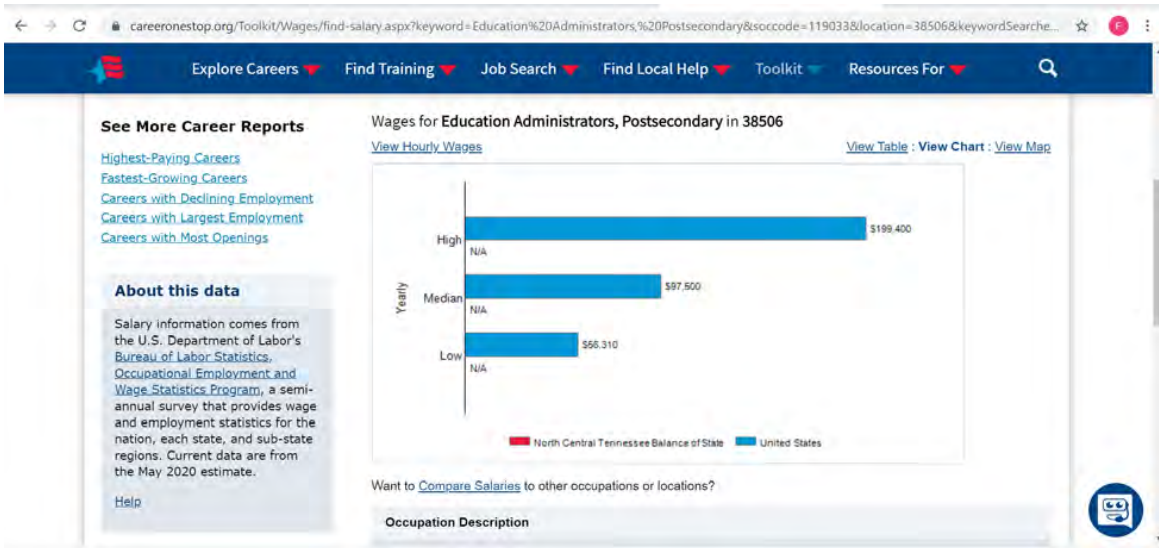 careeronestop.org/Toolkit/Wages/find-salary.aspx?keyword=Education%20Administrators,%20Postsecondary&soccode=119033&location=38506&keywordSearche...
Explore Careers Find Training Job Search Find Local Help Toolkit Resources For
See More Career Reports
Highest-Paying Careers
Fastest-Growing Careers
Careers with Declining Employment
Careers with Largest Employment
Careers with Most Openings
About this data
Salary information comes from
the U.S. Department of Labor's
Bureau of Labor Statistics,
Occupational Employment and
Wage Statistics Program, a semi-
annual survey that provides wage
and employment statistics for the
nation, each state, and sub-state
regions. Current data are from
the May 2020 estimate.
Help
Wages for Education Administrators, Postsecondary in 38506
View Hourly Wages
View Table : View Chart : View Map
Yearly
High
$199,400
N/A
Median
$97,500
N/A
Low
$56,310
N/A
North Central Tennessee Balance of State United States
Want to Compare Salaries to other occupations or locations?
Occupation Description